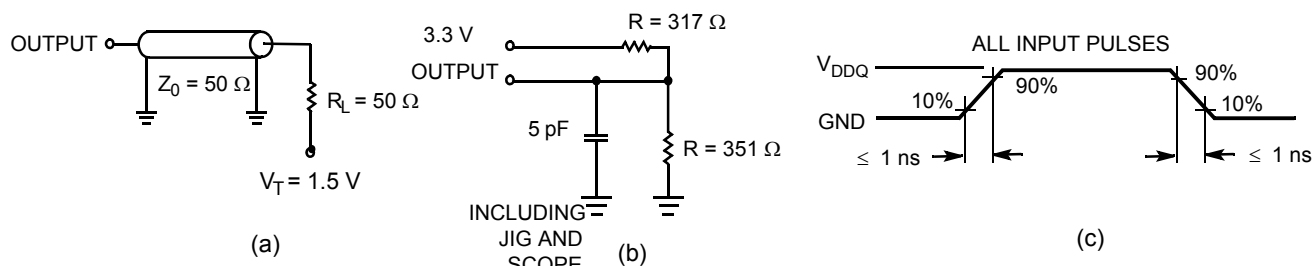 OUTPUT
Z0 = 50 Ω
RL = 50 Ω
VT = 1.5 V
(a)
R = 317 Ω
3.3 V
OUTPUT
5 pF
R = 351 Ω
INCLUDING
JIG AND
SCOPE
(b)
ALL INPUT PULSES
VDDQ
GND
10%
90%
90%
10%
≤ 1 ns
≤ 1 ns
(c)